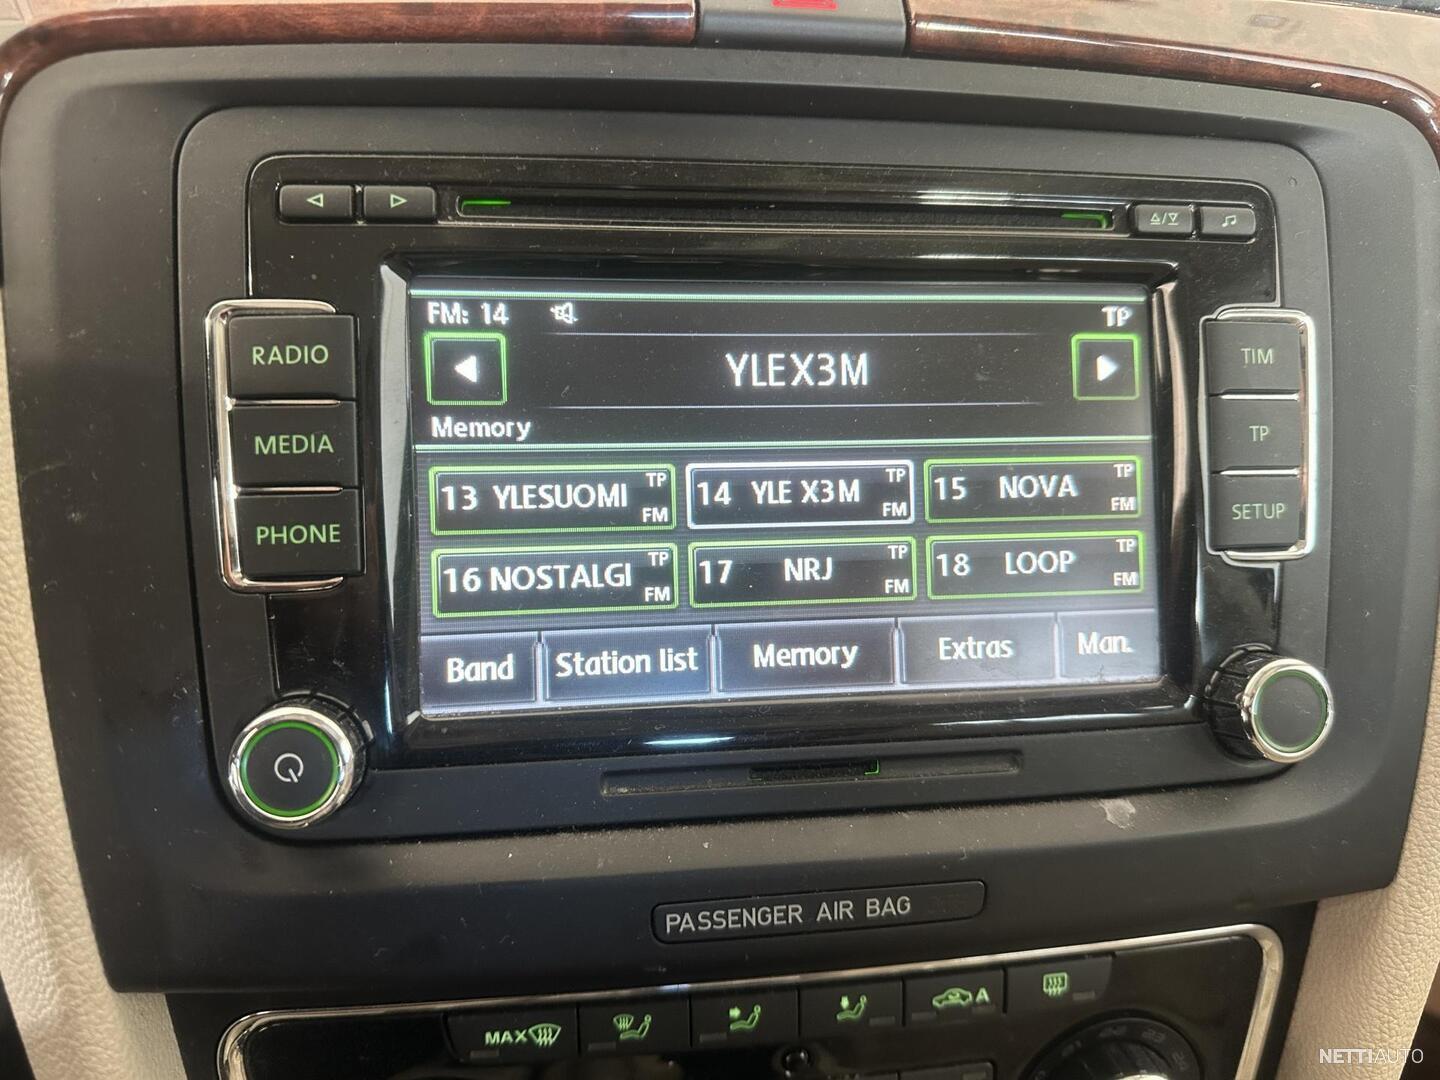 FM: 14
TP
YLEX3M
Memory
13 YLESUOMI TP FM
14 YLE X3M TP FM
15 NOVA TP FM
16 NOSTALGI TP FM
17 NRJ TP FM
18 LOOP TP FM
Band
Station list
Memory
Extras
Man.
RADIO
MEDIA
PHONE
TIM
TP
SETUP
PASSENGER AIR BAG
MAX
A
NETTIAUTO